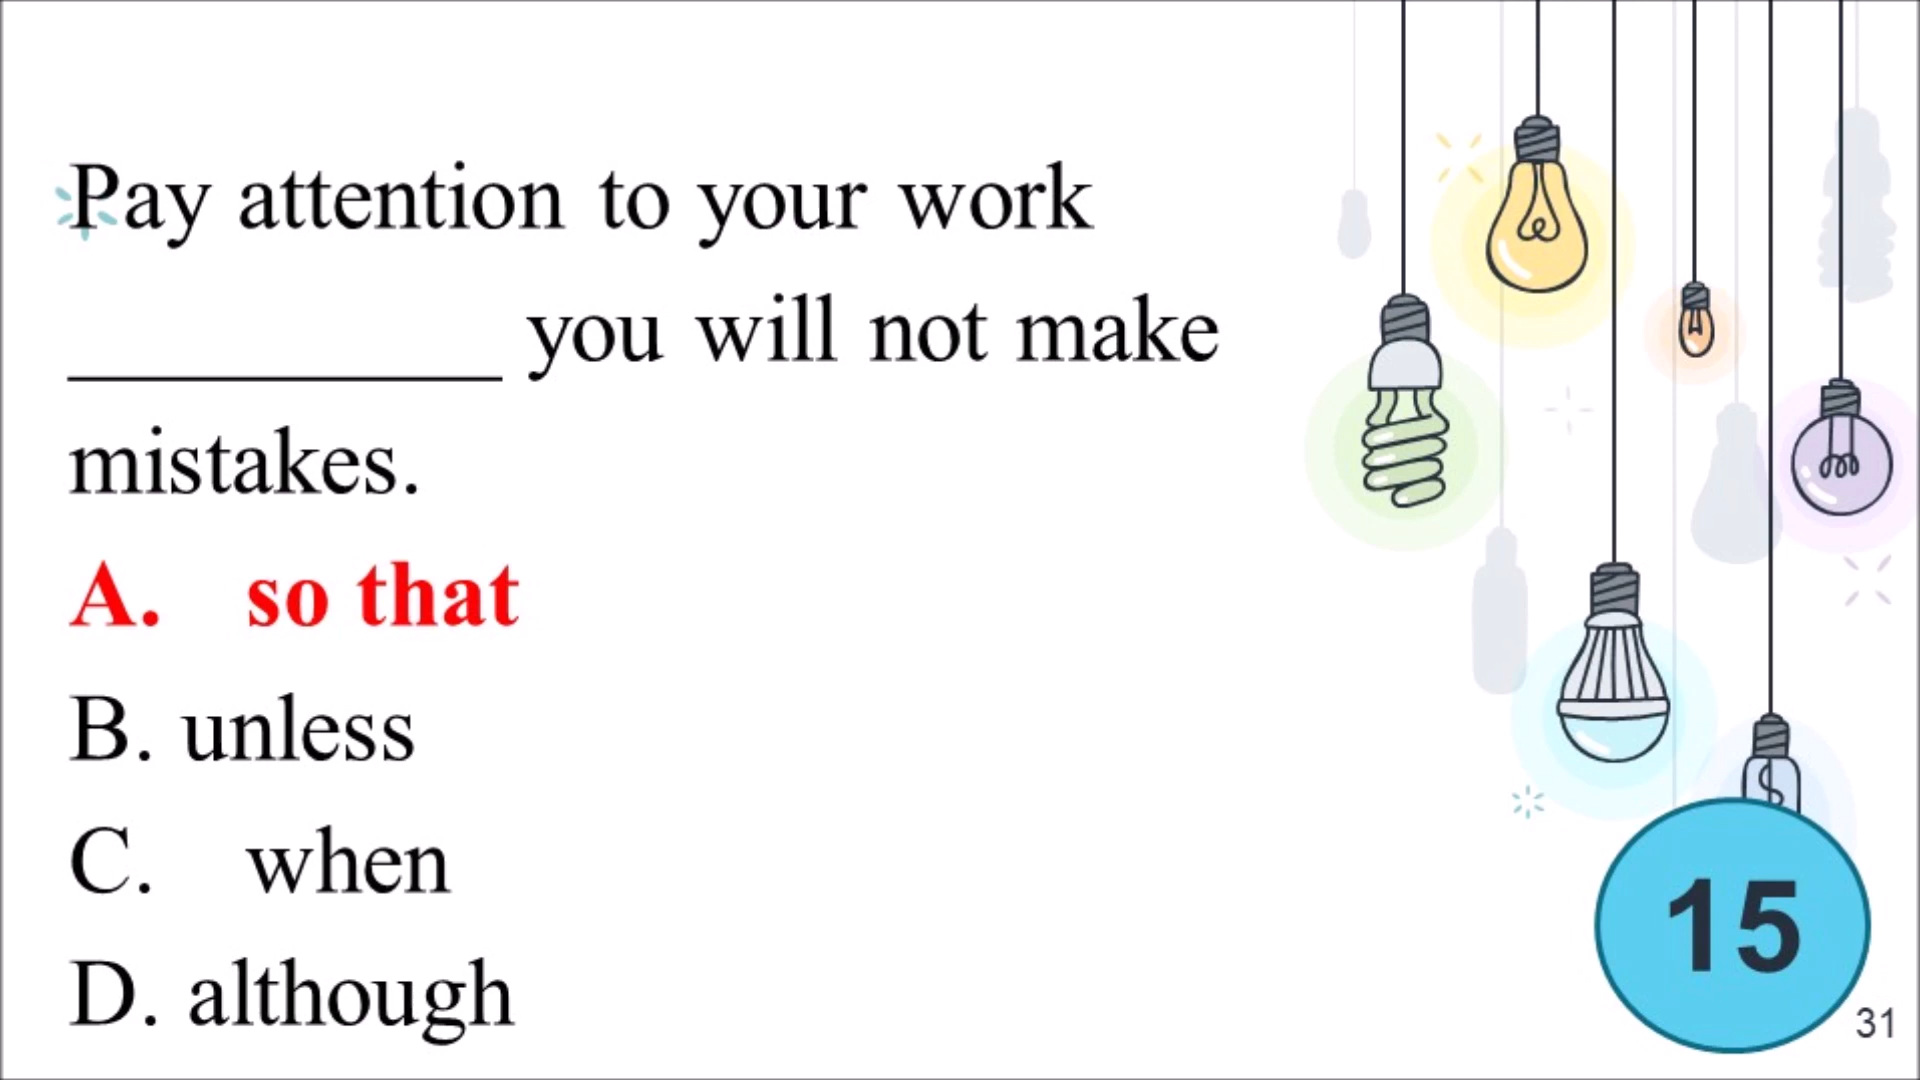 Pay attention to your work
__________ you will not make
mistakes.
A. so that
B. unless
C. when
D. although
15
31